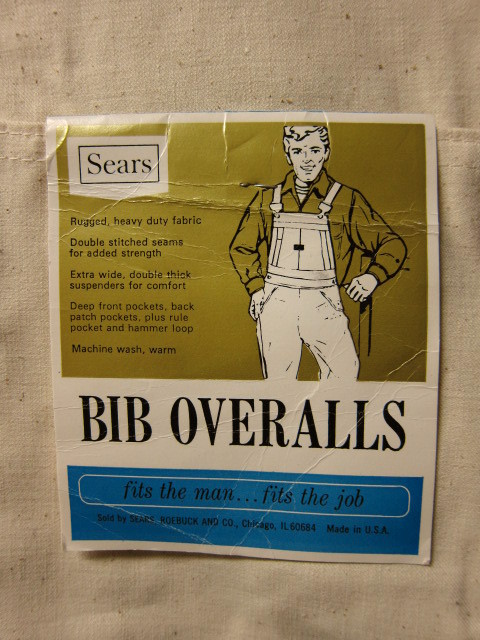 Sears
Rugged, heavy duty fabric
Double stitched seams
for added strength
Extra wide, double thick
suspenders for comfort
Deep front pockets, back
patch pockets, plus rule
pocket and hammer loop
Machine wash, warm
BIB OVERALLS
fits the man...fits the job
Sold by SEARS, ROEBUCK AND CO., Chicago, IL 60684 Made in U.S.A.